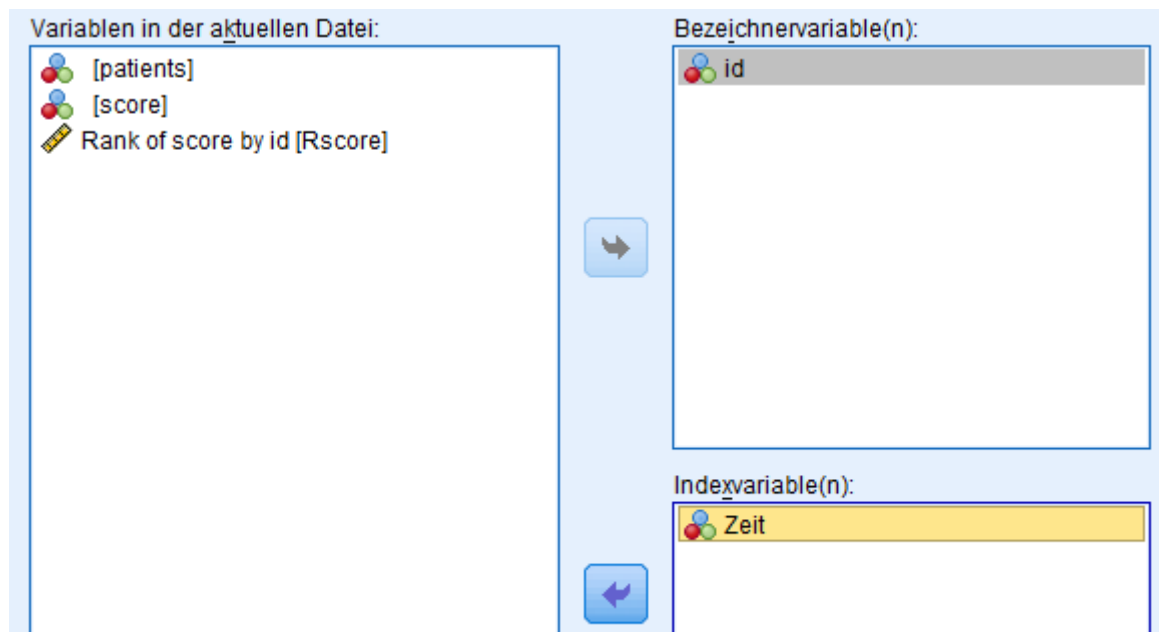 Variablen in der aktuellen Datei:
[patients]
[score]
Rank of score by id [Rscore]
Bezeichnervariable(n):
id
Indexvariable(n):
Zeit